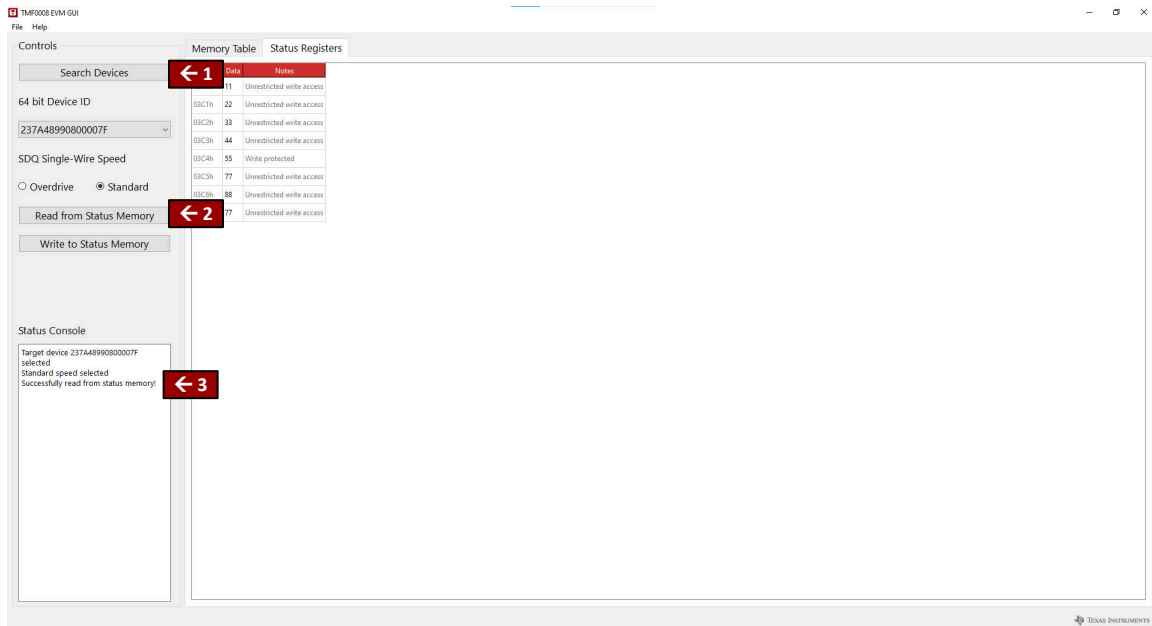 TMF0008 EVM GUI
File Help
Controls
Memory Table Status Registers
Search Devices
← 1
Data Notes
11 Unrestricted write access
64 bit Device ID
03C1h 22 Unrestricted write access
237A48990800007F
03C2h 33 Unrestricted write access
03C3h 44 Unrestricted write access
SDQ Single-Wire Speed
03C4h 55 Write protected
03C5h 77 Unrestricted write access
Overdrive Standard
03C6h 88 Unrestricted write access
Read from Status Memory
← 2
77 Unrestricted write access
Write to Status Memory
Status Console
Target device 237A48990800007F
selected
Standard speed selected
Successfully read from status memory!
← 3
TEXAS INSTRUMENTS